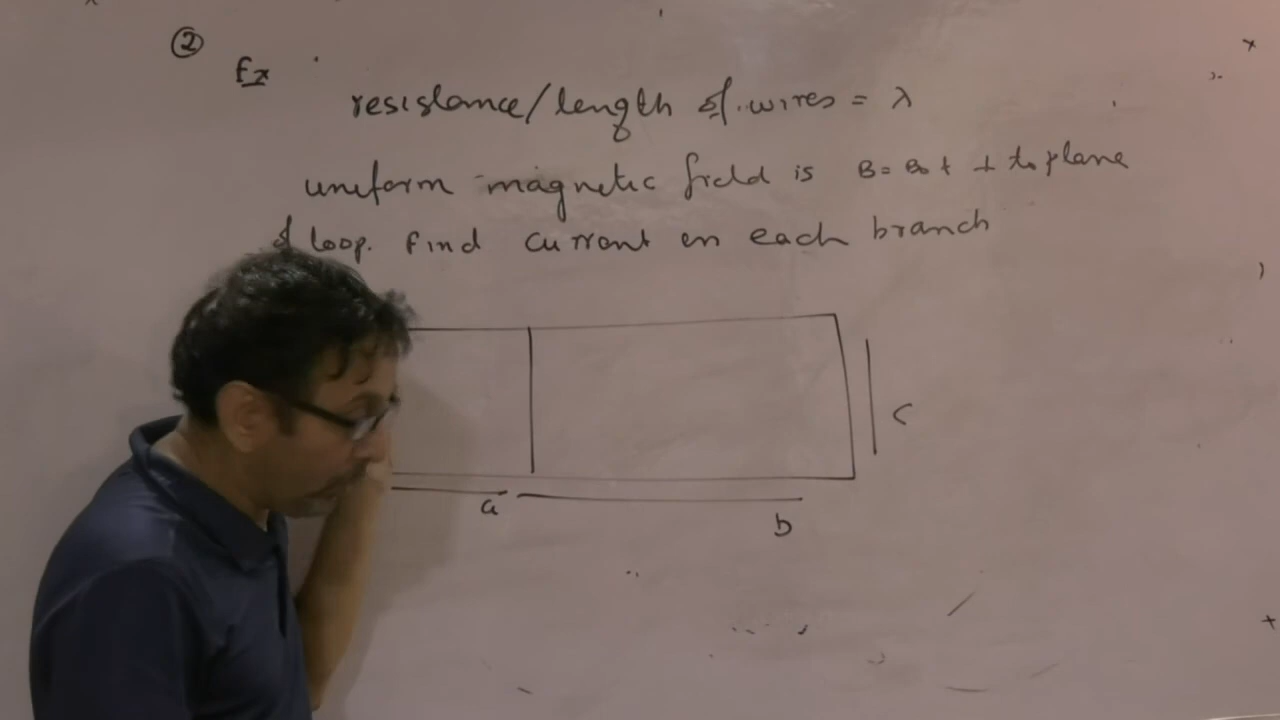 ②
Ex
resistance/length of wires = λ
uniform magnetic field is B = B₀ t ⊥ to plane
of loop. Find current in each branch
c
a
b